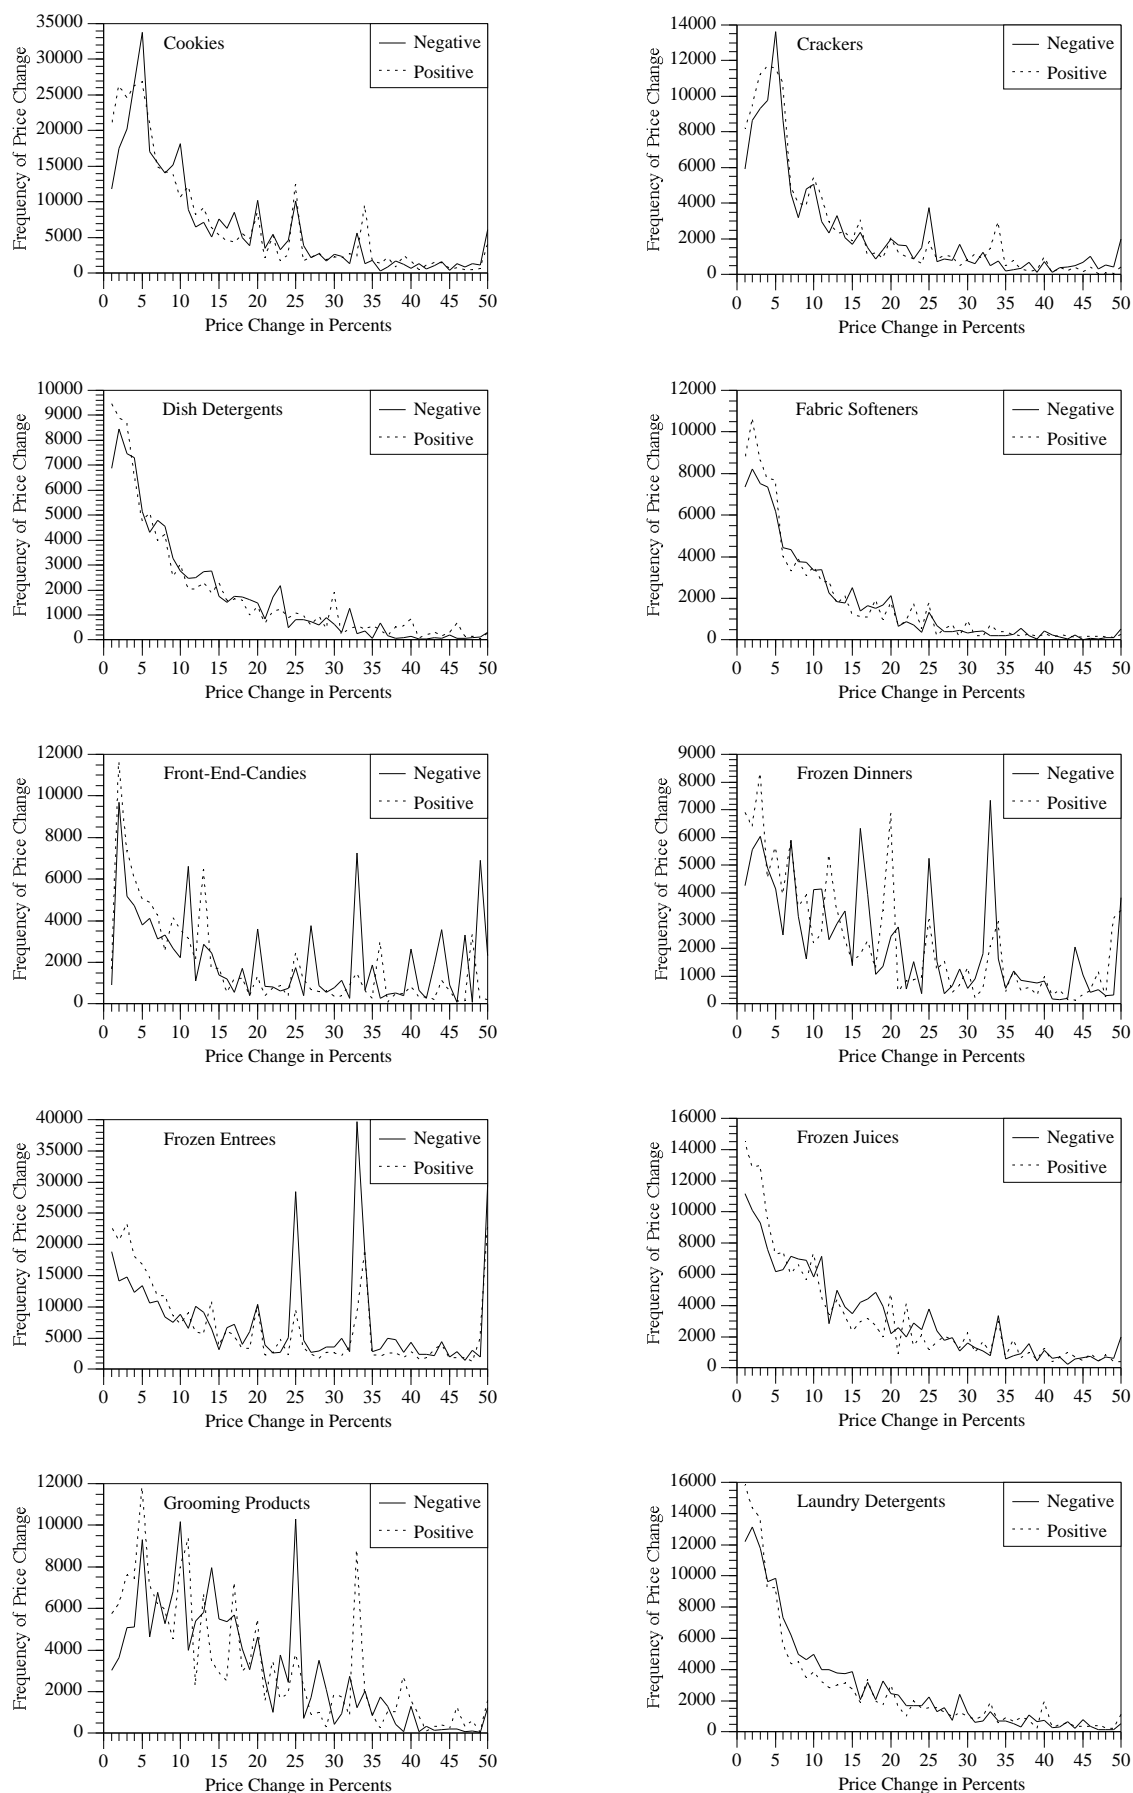 35000
30000
25000
20000
15000
10000
5000
0
Frequency of Price Change
Cookies
Negative
Positive
0 5 10 15 20 25 30 35 40 45 50
Price Change in Percents
14000
12000
10000
8000
6000
4000
2000
0
Frequency of Price Change
Crackers
Negative
Positive
0 5 10 15 20 25 30 35 40 45 50
Price Change in Percents
10000
9000
8000
7000
6000
5000
4000
3000
2000
1000
0
Frequency of Price Change
Dish Detergents
Negative
Positive
0 5 10 15 20 25 30 35 40 45 50
Price Change in Percents
12000
10000
8000
6000
4000
2000
0
Frequency of Price Change
Fabric Softeners
Negative
Positive
0 5 10 15 20 25 30 35 40 45 50
Price Change in Percents
12000
10000
8000
6000
4000
2000
0
Frequency of Price Change
Front-End-Candies
Negative
Positive
0 5 10 15 20 25 30 35 40 45 50
Price Change in Percents
9000
8000
7000
6000
5000
4000
3000
2000
1000
0
Frequency of Price Change
Frozen Dinners
Negative
Positive
0 5 10 15 20 25 30 35 40 45 50
Price Change in Percents
40000
35000
30000
25000
20000
15000
10000
5000
0
Frequency of Price Change
Frozen Entrees
Negative
Positive
0 5 10 15 20 25 30 35 40 45 50
Price Change in Percents
16000
14000
12000
10000
8000
6000
4000
2000
0
Frequency of Price Change
Frozen Juices
Negative
Positive
0 5 10 15 20 25 30 35 40 45 50
Price Change in Percents
12000
10000
8000
6000
4000
2000
0
Frequency of Price Change
Grooming Products
Negative
Positive
0 5 10 15 20 25 30 35 40 45 50
Price Change in Percents
16000
14000
12000
10000
8000
6000
4000
2000
0
Frequency of Price Change
Laundry Detergents
Negative
Positive
0 5 10 15 20 25 30 35 40 45 50
Price Change in Percents